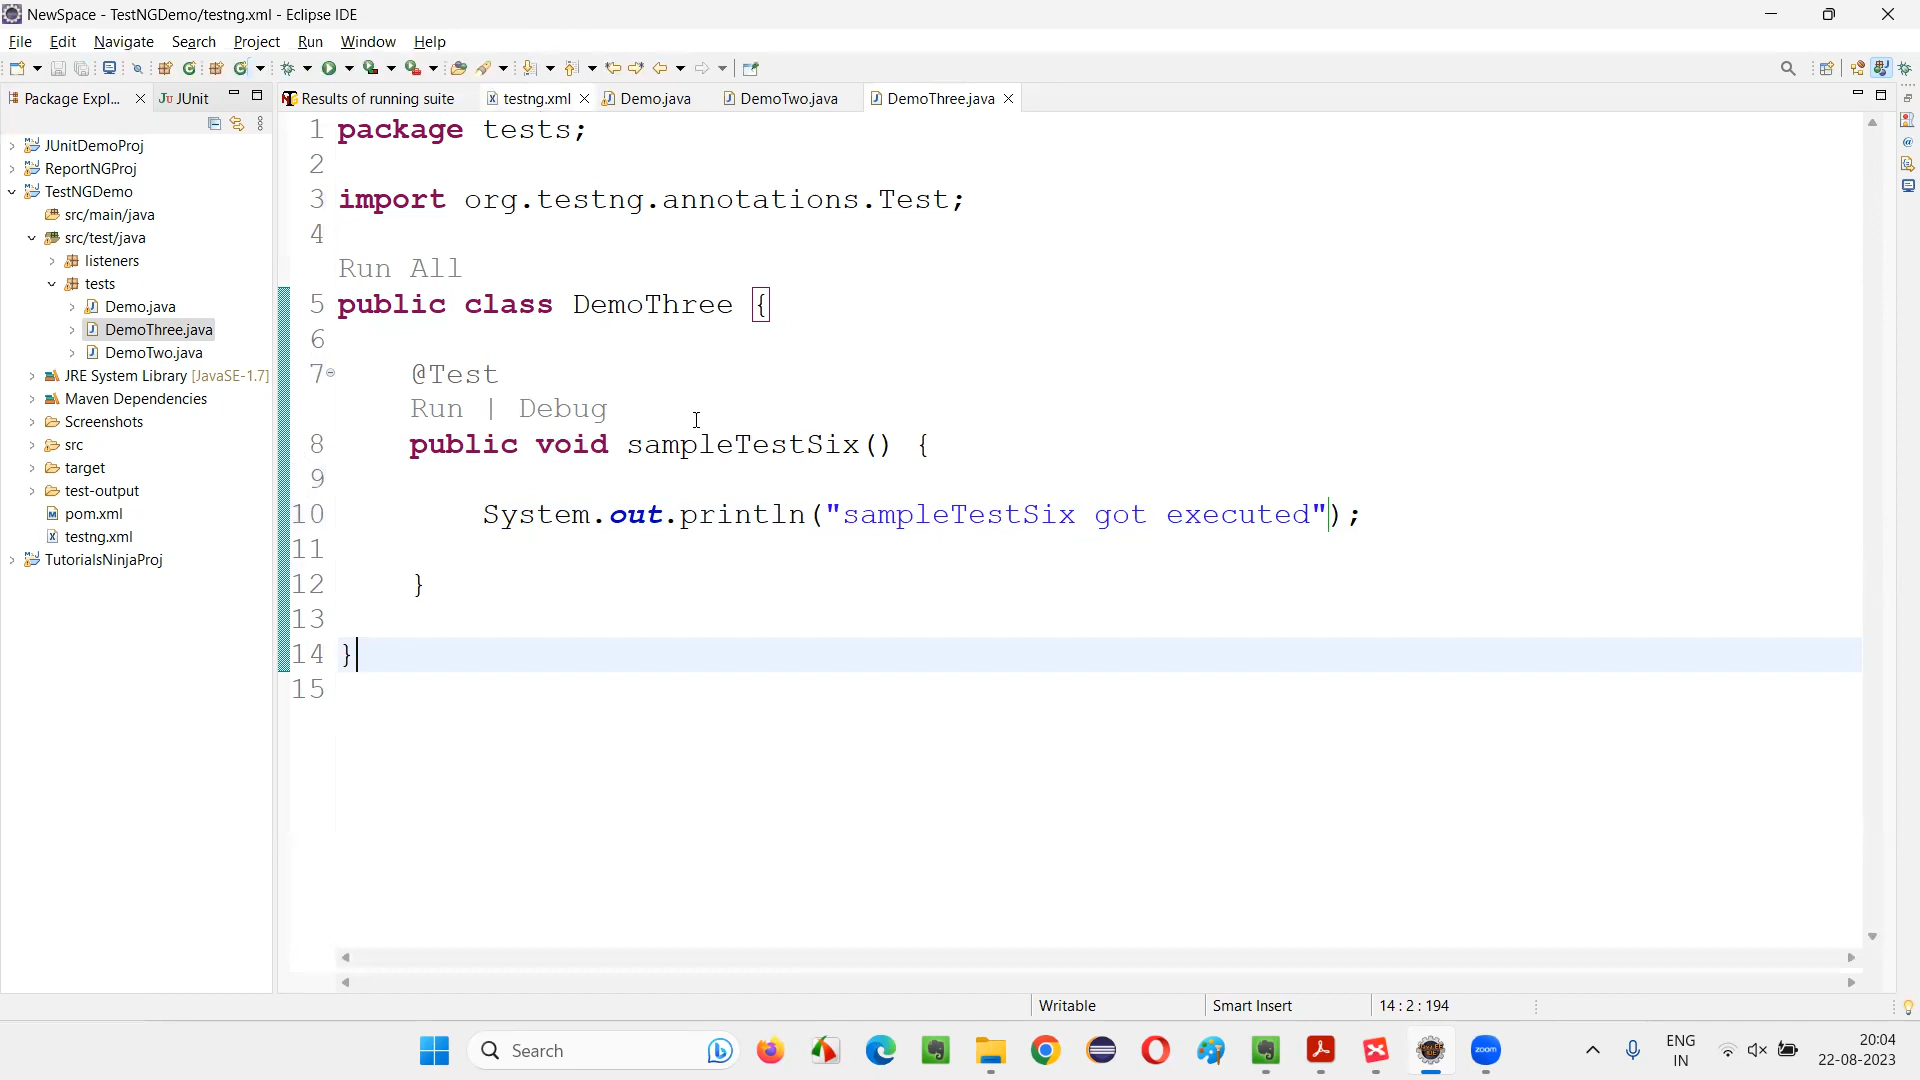 NewSpace - TestNGDemo/testng.xml - Eclipse IDE
File Edit Navigate Search Project Run Window Help
Package Expl... JUnit
Results of running suite testng.xml Demo.java DemoTwo.java DemoThree.java
JUnitDemoProj
ReportNGProj
TestNGDemo
src/main/java
src/test/java
listeners
tests
Demo.java
DemoThree.java
DemoTwo.java
JRE System Library [JavaSE-1.7]
Maven Dependencies
Screenshots
src
target
test-output
pom.xml
testng.xml
TutorialsNinjaProj
1 package tests;
2
3 import org.testng.annotations.Test;
4
Run All
5 public class DemoThree {
6
7 @Test
Run | Debug
8 public void sampleTestSix() {
9
10 System.out.println("sampleTestSix got executed");
11
12 }
13
14 }
15
Writable Smart Insert 14 : 2 : 194
Search
zoom
ENG
IN
20:04
22-08-2023